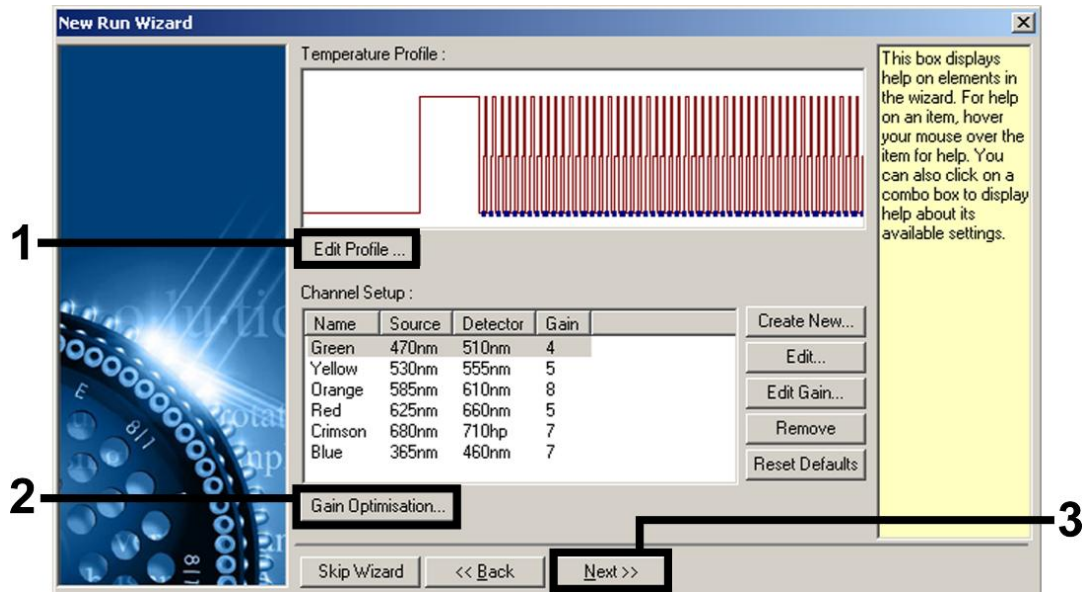 New Run Wizard
Temperature Profile :
1
Edit Profile ...
Channel Setup :
Name Source Detector Gain
Green 470nm 510nm 4
Yellow 530nm 555nm 5
Orange 585nm 610nm 8
Red 625nm 660nm 5
Crimson 680nm 710hp 7
Blue 365nm 460nm 7
Create New...
Edit...
Edit Gain...
Remove
Reset Defaults
2
Gain Optimisation...
3
Skip Wizard
<< Back
Next >>
This box displays
help on elements in
the wizard. For help
on an item, hover
your mouse over the
item for help. You
can also click on a
combo box to display
help about its
available settings.